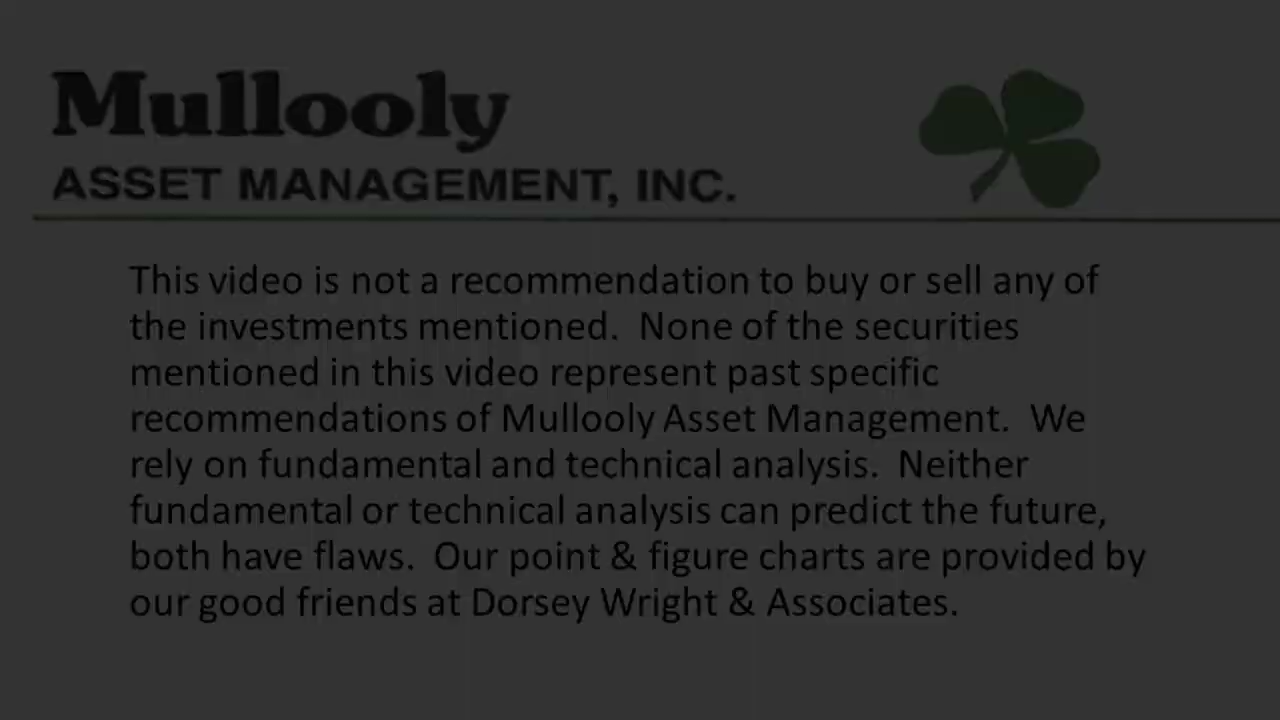 Mullooly
ASSET MANAGEMENT, INC.
This video is not a recommendation to buy or sell any of
the investments mentioned.  None of the securities
mentioned in this video represent past specific
recommendations of Mullooly Asset Management.  We
rely on fundamental and technical analysis.  Neither
fundamental or technical analysis can predict the future,
both have flaws.  Our point & figure charts are provided by
our good friends at Dorsey Wright & Associates.